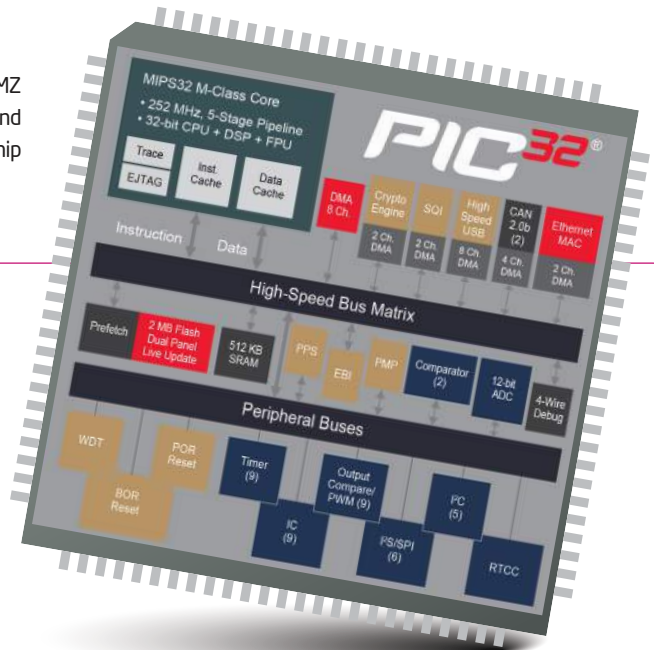 MZ
nd
hip
MIPS32 M-Class Core
• 252 MHz, 5-Stage Pipeline
• 32-bit CPU + DSP + FPU
Trace
EJTAG
Inst.
Cache
Data
Cache
PIC32®
DMA
8 Ch.
Crypto
Engine
2 Ch.
DMA
SQI
2 Ch.
DMA
High
Speed
USB
8 Ch.
DMA
CAN
2.0b
(2)
4 Ch.
DMA
Ethernet
MAC
2 Ch.
DMA
Instruction
Data
High-Speed Bus Matrix
Prefetch
2 MB Flash
Dual Panel
Live Update
512 KB
SRAM
PPS
EBI
PMP
Comparator
(2)
12-bit
ADC
4-Wire
Debug
Peripheral Buses
WDT
BOR
Reset
POR
Reset
Timer
(9)
IC
(9)
Output
Compare/
PWM (9)
I²S/SPI
(6)
I²C
(5)
RTCC